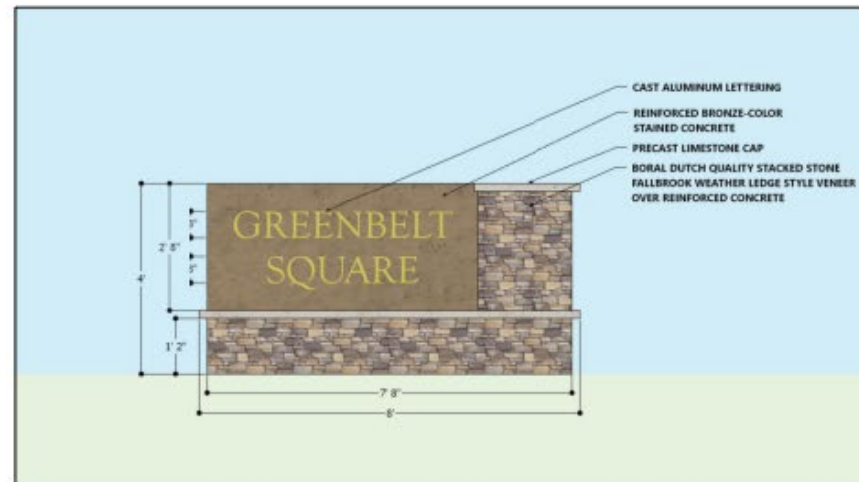 CAST ALUMINUM LETTERING
REINFORCED BRONZE-COLOR
STAINED CONCRETE
PRECAST LIMESTONE CAP
BORAL DUTCH QUALITY STACKED STONE
FALLBROOK WEATHER LEDGE STYLE VENEER
OVER REINFORCED CONCRETE
GREENBELT
SQUARE
2' 8"
4'
1' 2"
7' 8"
8'